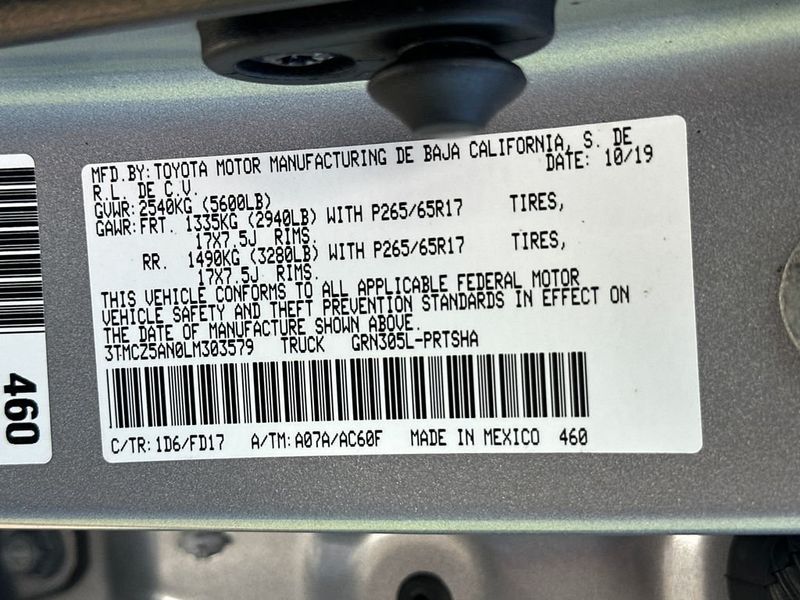 MFD.BY:TOYOTA MOTOR MANUFACTURING DE BAJA CALIFORNIA, S. DE
R.L. DE C.V. DATE: 10/19
GVWR:2540KG (5600LB)
GAWR:FRT. 1335KG (2940LB) WITH P265/65R17 TIRES,
17X7.5J RIMS.
RR. 1490KG (3280LB) WITH P265/65R17 TIRES,
17X7.5J RIMS.
THIS VEHICLE CONFORMS TO ALL APPLICABLE FEDERAL MOTOR
VEHICLE SAFETY AND THEFT PREVENTION STANDARDS IN EFFECT ON
THE DATE OF MANUFACTURE SHOWN ABOVE.
3TMCZ5AN0LM303579 TRUCK GRN305L-PRTSHA
C/TR:1D6/FD17 A/TM:A07A/AC60F MADE IN MEXICO 460
460